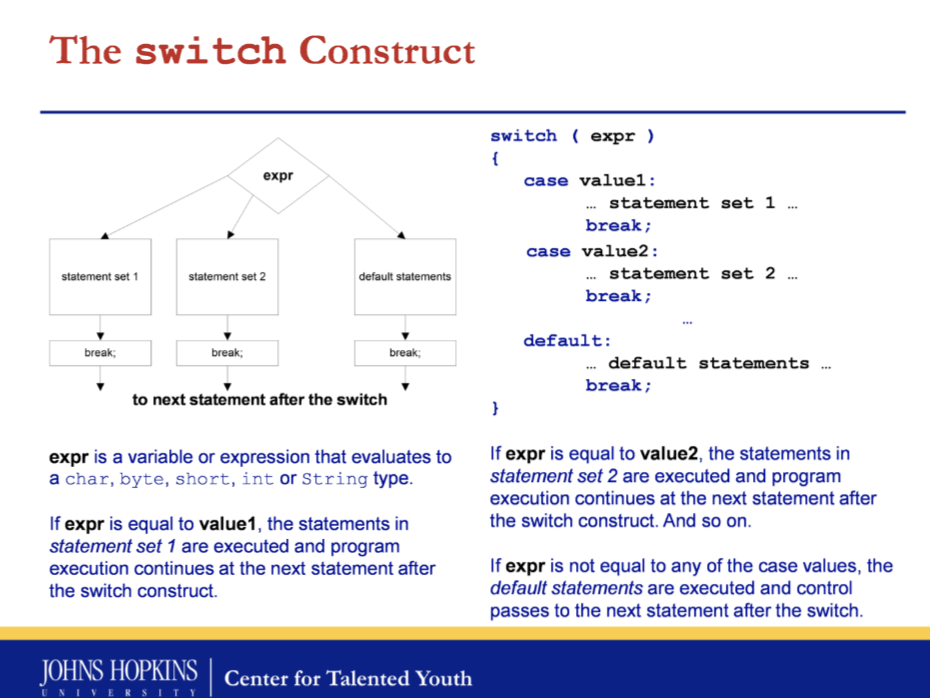 The switch Construct
expr
statement set 1
statement set 2
default statements
break;
break;
break;
to next statement after the switch
expr is a variable or expression that evaluates to
a char, byte, short, int or String type.
If expr is equal to value1, the statements in
statement set 1 are executed and program
execution continues at the next statement after
the switch construct.
switch ( expr )
{
case value1:
… statement set 1 …
break;
case value2:
… statement set 2 …
break;
…
default:
… default statements …
break;
}
If expr is equal to value2, the statements in
statement set 2 are executed and program
execution continues at the next statement after
the switch construct. And so on.
If expr is not equal to any of the case values, the
default statements are executed and control
passes to the next statement after the switch.
JOHNS HOPKINS
UNIVERSITY
Center for Talented Youth